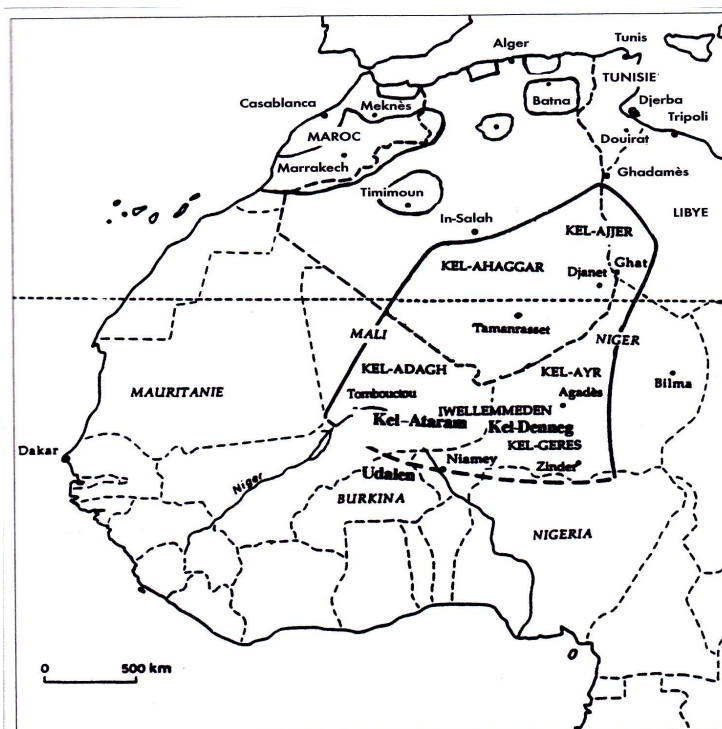 Tunis
Alger
TUNISIE
Casablanca
Meknès
Batna
Djerba
Tripoli
MAROC
Douirat
Marrakech
Ghadamès
Timimoun
In-Salah
LIBYE
KEL-AJJER
KEL-AHAGGAR
Ghat
Djanet
Tamanrasset
MALI
NIGER
KEL-ADAGH
KEL-AYR
Bilma
MAURITANIE
Tombouctou
Agadès
IWELLEMMEDEN
Kel-Ataram
Kel-Denneg
KEL-GERES
Dakar
Niamey
Zinder
Udalen
Niger
BURKINA
NIGERIA
0 500 km